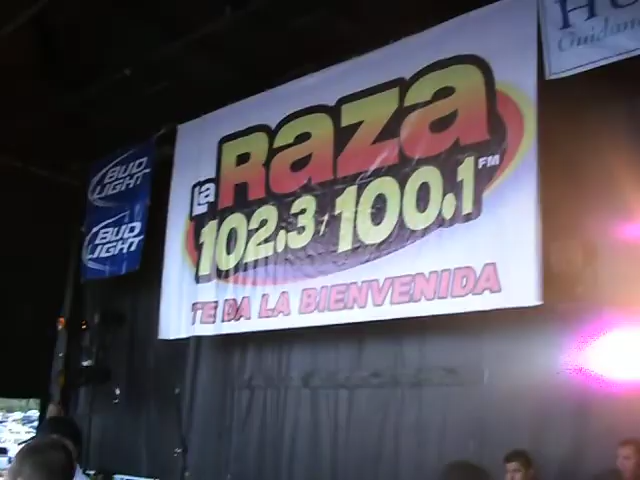 BUD
LIGHT
BUD
LIGHT
La Raza
102.3/100.1 FM
TE DA LA BIENVENIDA